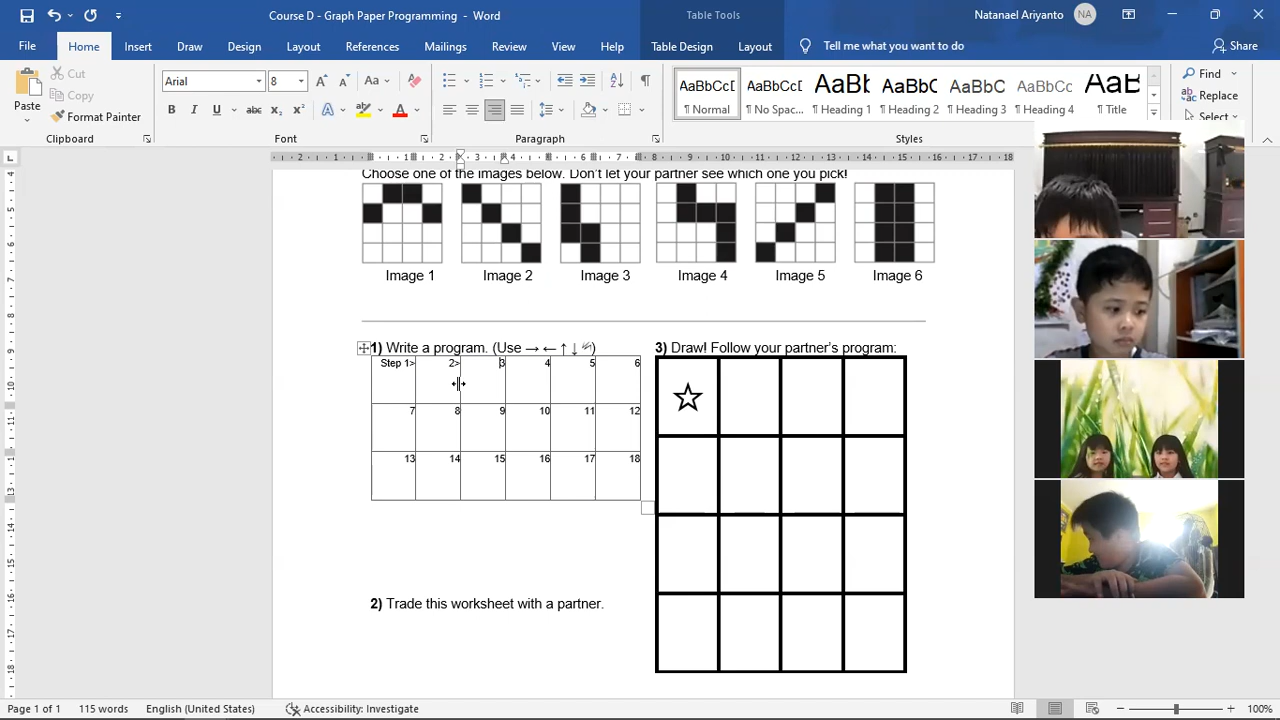 Course D - Graph Paper Programming - Word
Table Tools
Natanael Ariyanto
NA
File Home Insert Draw Design Layout References Mailings Review View Help Table Design Layout Tell me what you want to do Share
Paste
Cut
Copy
Format Painter
Clipboard
Arial 8
Font
Paragraph
AaBbCcD ¶ Normal
AaBbCcD ¶ No Spac...
AaBbC ¶ Heading 1
AaBbCc ¶ Heading 2
AaBbCc ¶ Heading 3
AaBbCcD ¶ Heading 4
AaBbC ¶ Title
Styles
Find
Replace
Select
Choose one of the images below. Don't let your partner see which one you pick!
Image 1 Image 2 Image 3 Image 4 Image 5 Image 6
1) Write a program. (Use → ← ↑ ↓ )
Step 1> 2> 3 4 5 6
7 8 9 10 11 12
13 14 15 16 17 18
2) Trade this worksheet with a partner.
3) Draw! Follow your partner's program:
Page 1 of 1 115 words English (United States) Accessibility: Investigate 100%